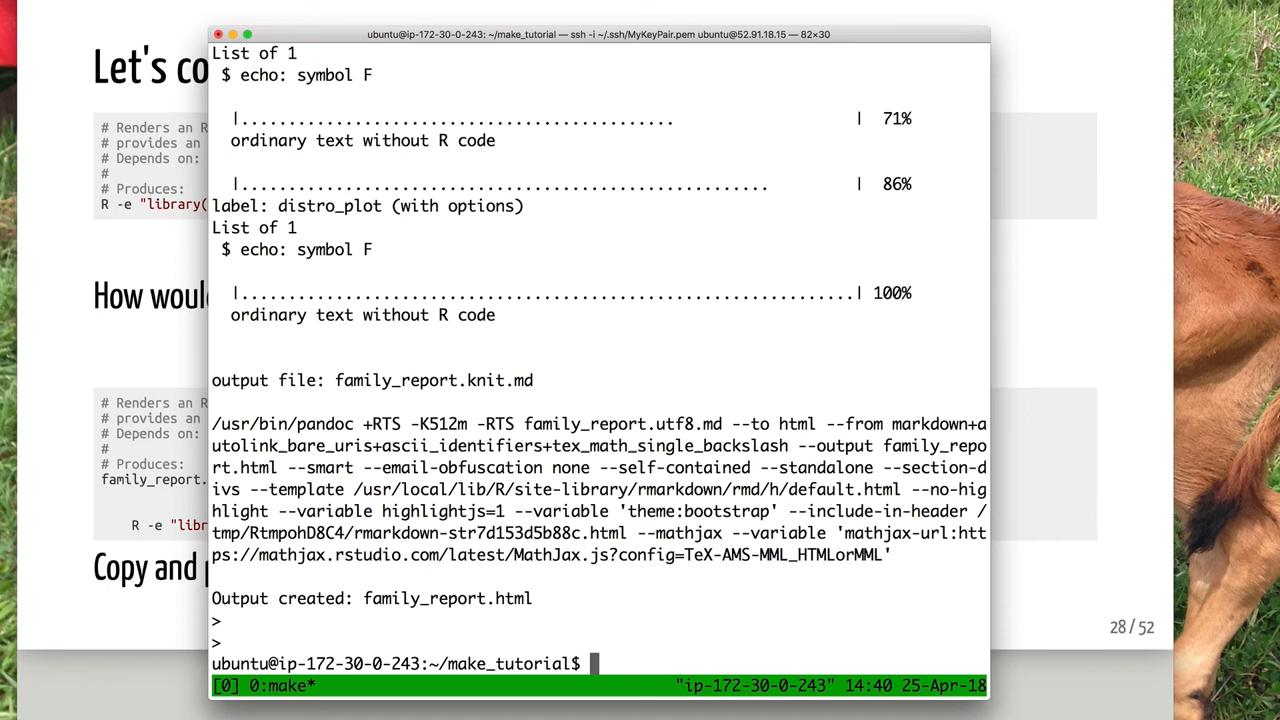 ubuntu@ip-172-30-0-243: ~/make_tutorial — ssh -i ~/.ssh/MyKeyPair.pem ubuntu@52.91.18.15 — 82×30
List of 1
$ echo: symbol F
|.............................................. | 71%
ordinary text without R code
|........................................................ | 86%
label: distro_plot (with options)
List of 1
$ echo: symbol F
|.................................................................| 100%
ordinary text without R code
output file: family_report.knit.md
/usr/bin/pandoc +RTS -K512m -RTS family_report.utf8.md --to html --from markdown+a
utolink_bare_uris+ascii_identifiers+tex_math_single_backslash --output family_repo
rt.html --smart --email-obfuscation none --self-contained --standalone --section-d
ivs --template /usr/local/lib/R/site-library/rmarkdown/rmd/h/default.html --no-hig
hlight --variable highlightjs=1 --variable 'theme:bootstrap' --include-in-header /
tmp/RtmpohD8C4/rmarkdown-str7d153d5b88c.html --mathjax --variable 'mathjax-url:htt
ps://mathjax.rstudio.com/latest/MathJax.js?config=TeX-AMS-MML_HTMLorMML'
Output created: family_report.html
>
>
ubuntu@ip-172-30-0-243:~/make_tutorial$
[0] 0:make* "ip-172-30-0-243" 14:40 25-Apr-18
Let's co
# Renders an R
# provides an
# Depends on:
#
# Produces:
R -e "library(
How woul
# Renders an R
# provides an
# Depends on:
#
# Produces:
family_report.
R -e "libr
Copy and
28 / 52